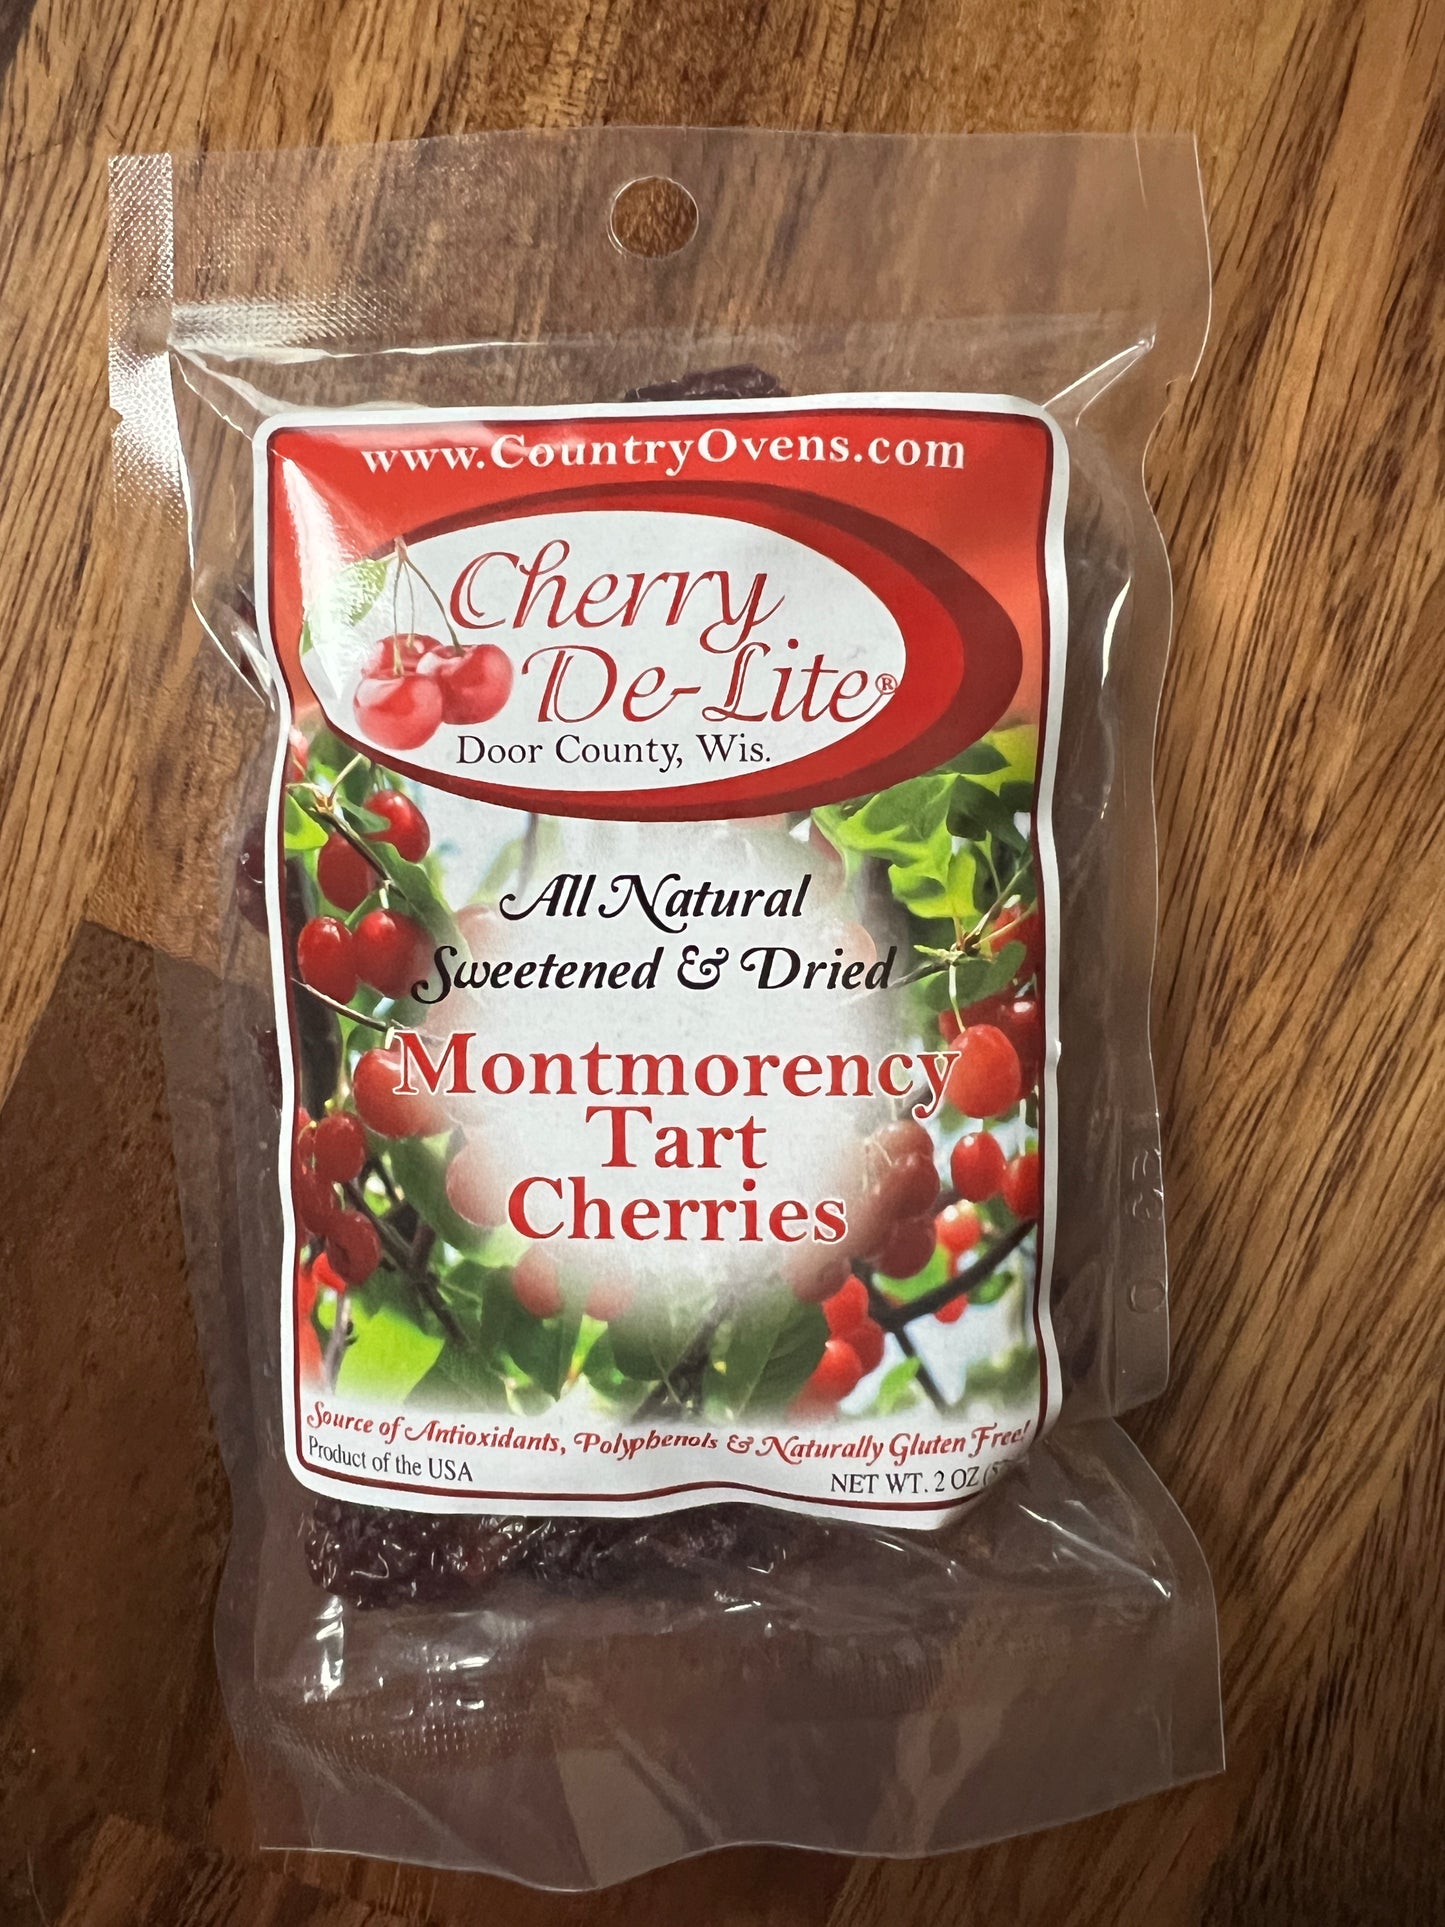 www.CountryOvens.com
Cherry
De-Lite®
Door County, Wis.
All Natural
Sweetened & Dried
Montmorency
Tart
Cherries
Source of Antioxidants, Polyphenols & Naturally Gluten Free!
Product of the USA
NET WT. 2 OZ